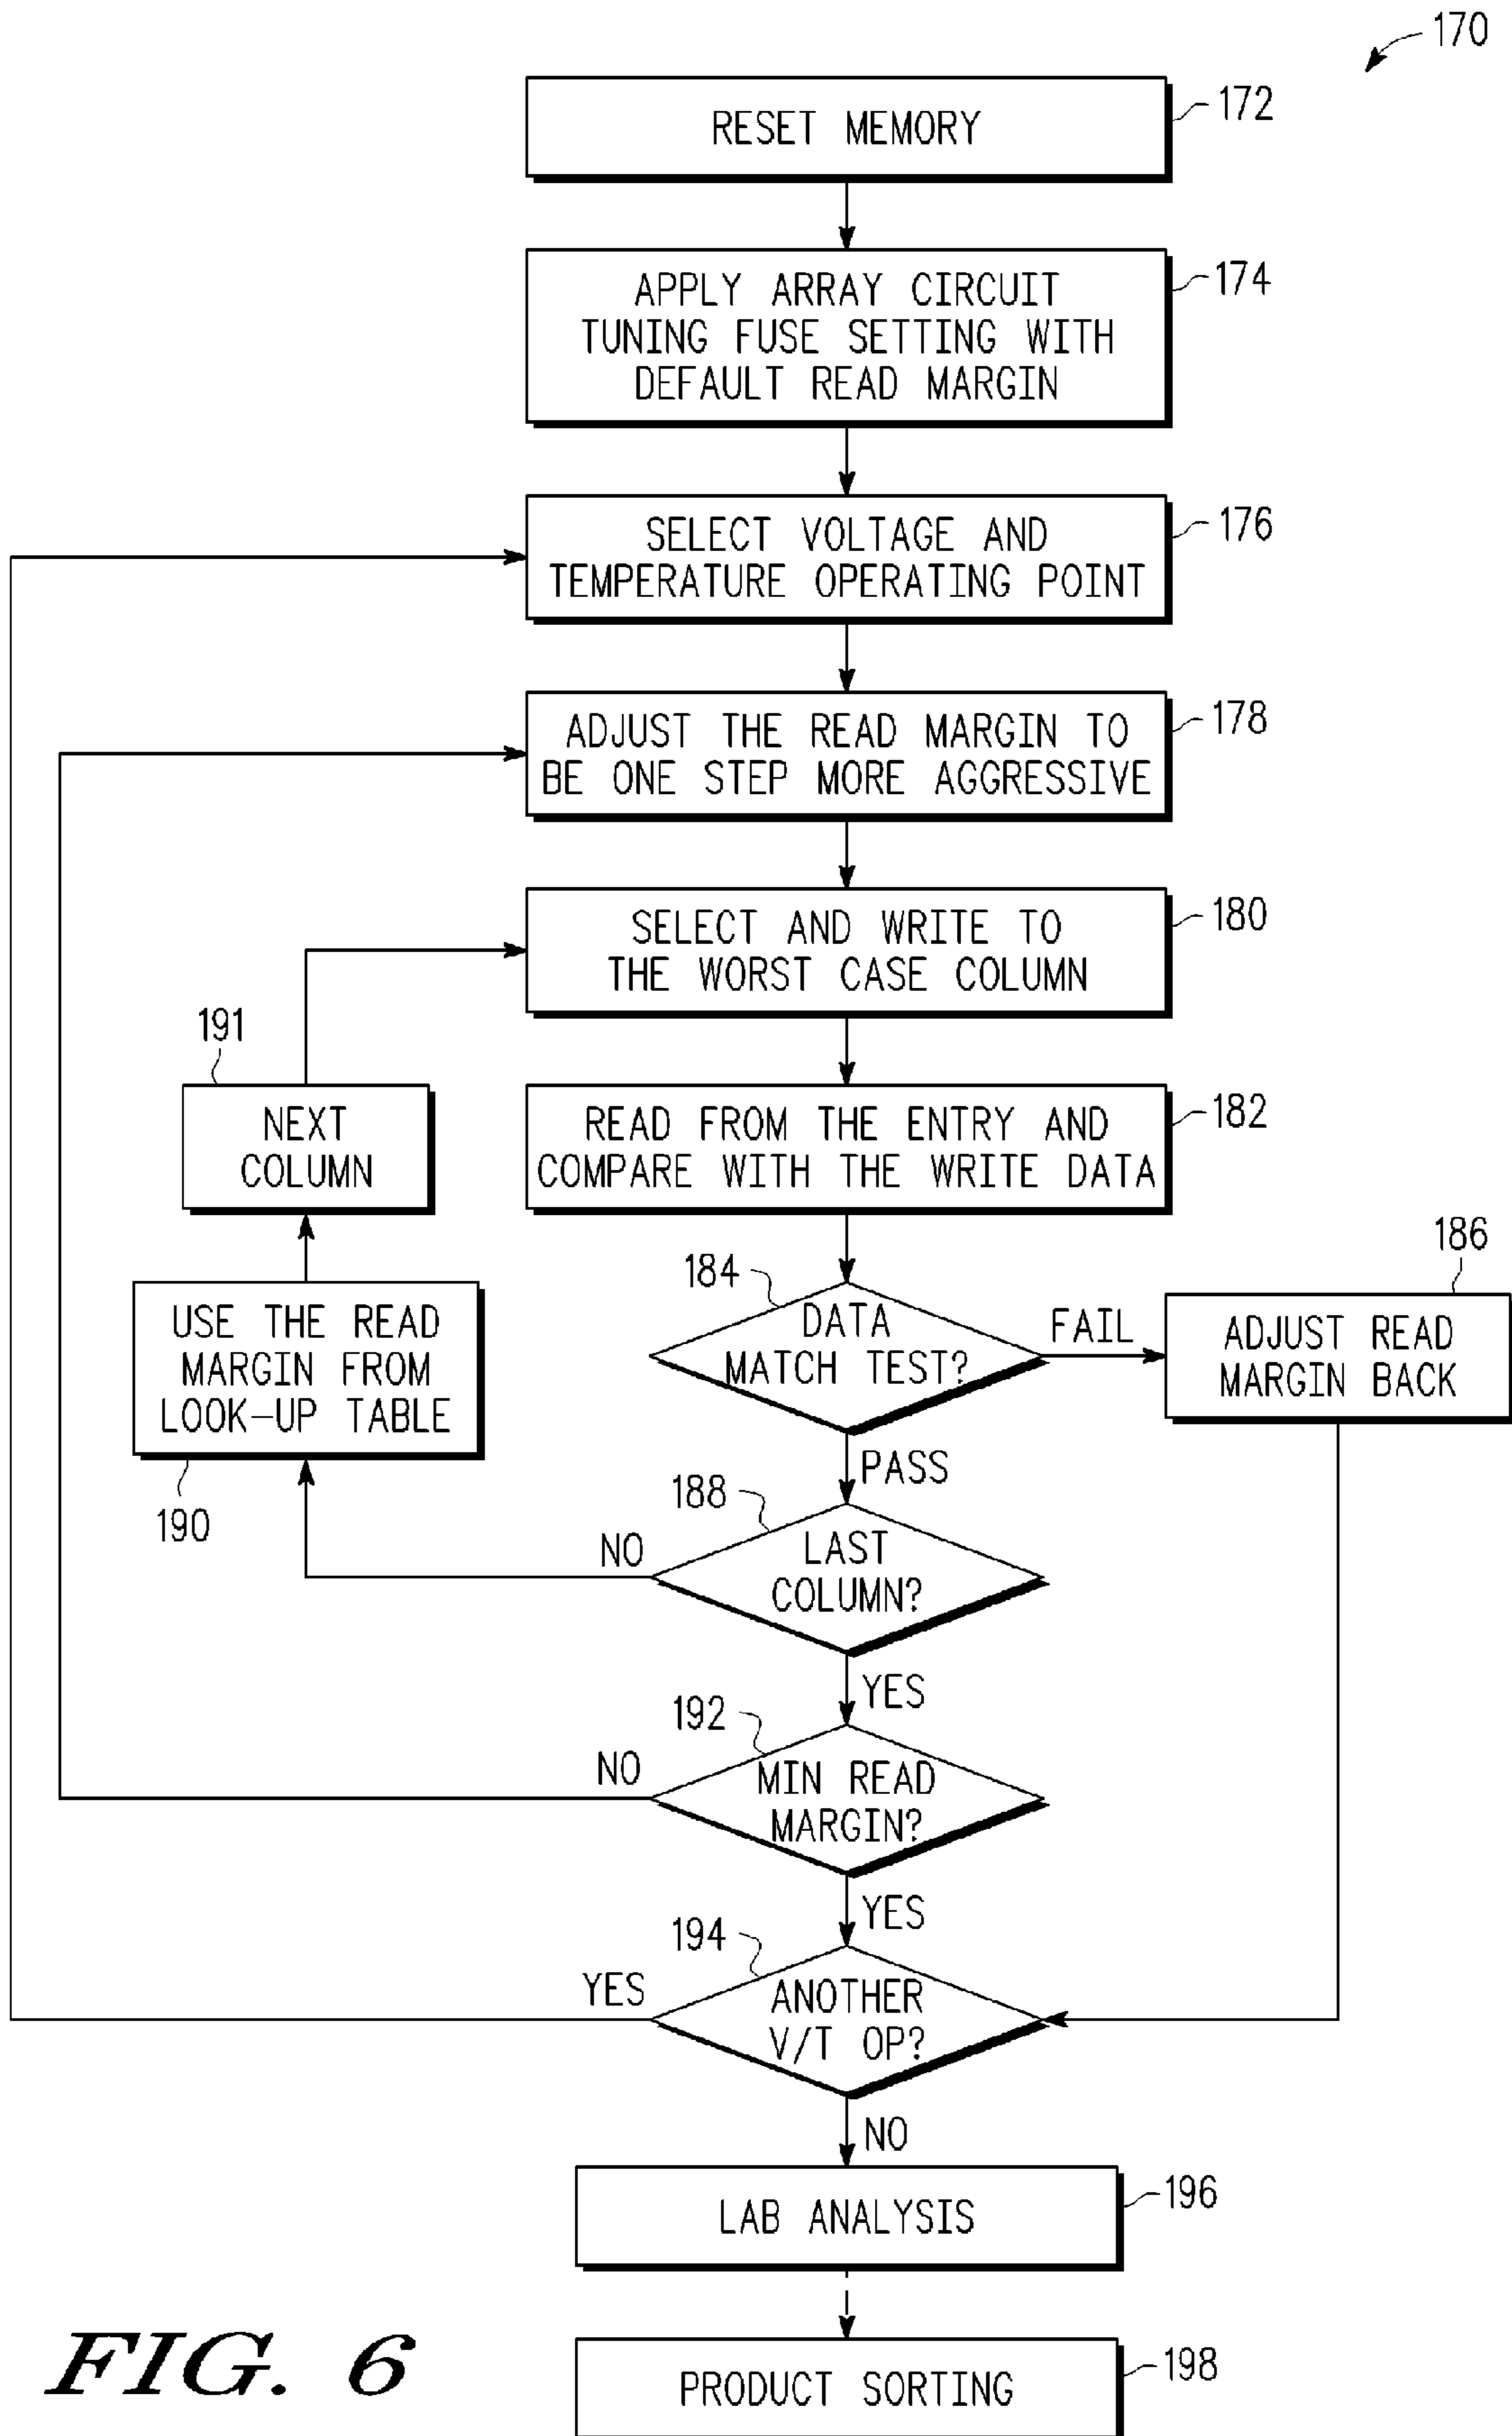 170
RESET MEMORY
172
APPLY ARRAY CIRCUIT
TUNING FUSE SETTING WITH
DEFAULT READ MARGIN
174
SELECT VOLTAGE AND
TEMPERATURE OPERATING POINT
176
ADJUST THE READ MARGIN TO
BE ONE STEP MORE AGGRESSIVE
178
SELECT AND WRITE TO
THE WORST CASE COLUMN
180
191
NEXT
COLUMN
READ FROM THE ENTRY AND
COMPARE WITH THE WRITE DATA
182
184
DATA
MATCH TEST?
FAIL
186
ADJUST READ
MARGIN BACK
USE THE READ
MARGIN FROM
LOOK-UP TABLE
190
PASS
188
LAST
COLUMN?
NO
YES
192
MIN READ
MARGIN?
NO
YES
194
ANOTHER
V/T OP?
YES
NO
LAB ANALYSIS
196
PRODUCT SORTING
198
FIG. 6